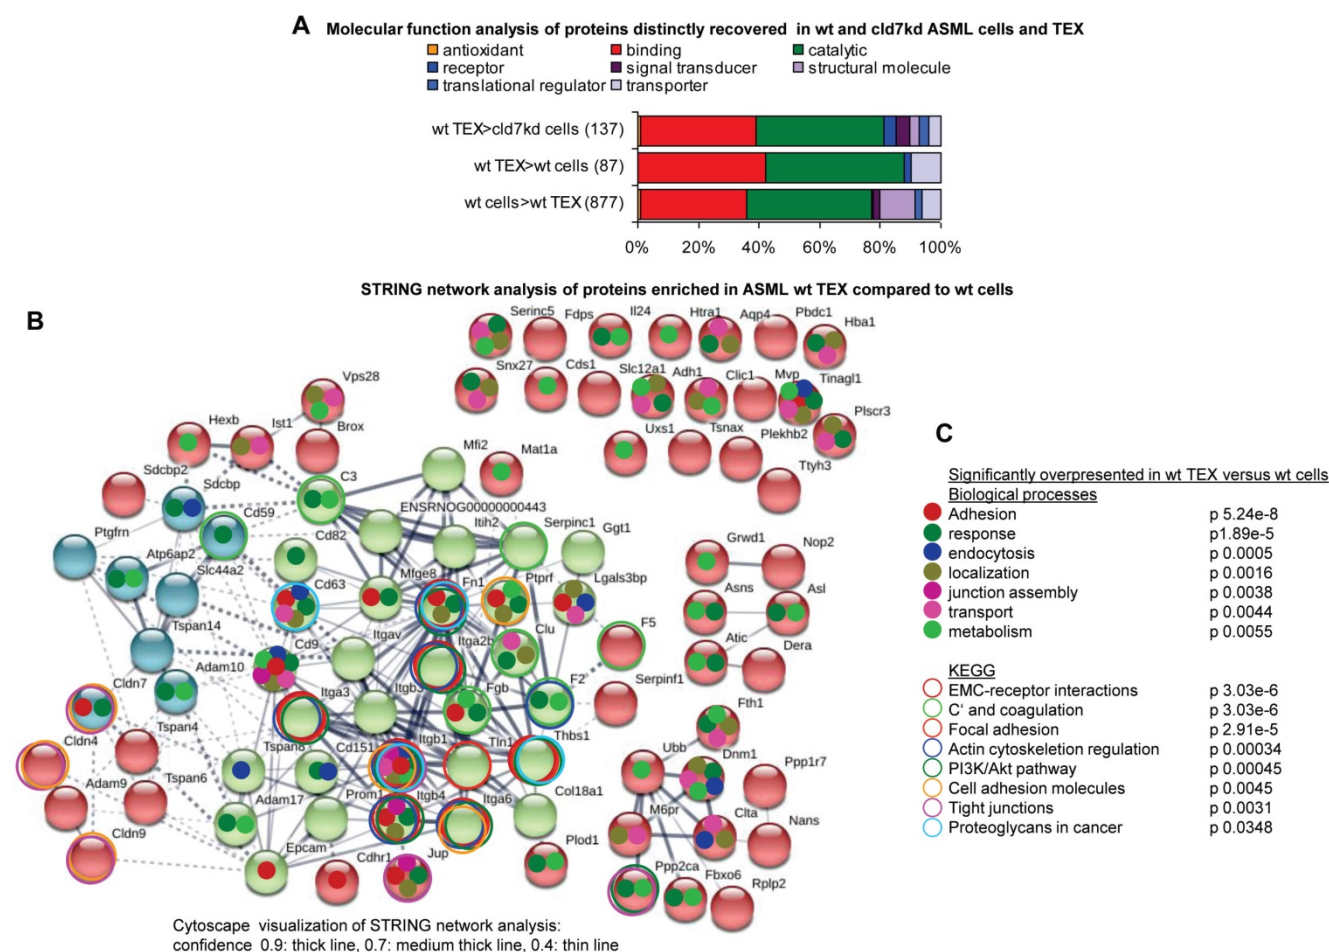 A Molecular function analysis of proteins distinctly recovered in wt and cld7kd ASML cells and TEX
antioxidant binding catalytic
receptor signal transducer structural molecule
translational regulator transporter
wt TEX>cld7kd cells (137)
wt TEX>wt cells (87)
wt cells>wt TEX (877)
0% 20% 40% 60% 80% 100%
STRING network analysis of proteins enriched in ASML wt TEX compared to wt cells
B
Serinc5 Fdps Il24 Htra1 Aqp4 Pbdc1 Hba1
Snx27 Cds1 Slc12a1 Adh1 Clic1 Mvp Tinagl1
Plscr3
Uxs1 Tsnax Plekhb2
Ttyh3
Vps28
Hexb Ist1 Brox
Mfi2 Mat1a
Sdcbp2 Sdcbp C3
Cd59 ENSRNOG00000000443
Ptgfrn Cd82 Itih2 Serpinc1 Ggt1
Atp6ap2
Slc44a2 Cd63 Mfge8 Fn1 Ptprf Lgals3bp
Tspan14 Cd9 Itgav Itga2b Clu F5
Cldn7 Adam10 Itga3 Itgb3 Fgb F2 Serpinf1
Cldn4 Tspan4 Tspan8 Cd151 Itgb1 Tln1 Thbs1
Adam9 Tspan6 Adam17 Prom1 Itgb4 Itga6 Col18a1
Cldn9 Epcam Cdhr1 Jup Plod1
Grwd1 Nop2
Asns Asl
Atic Dera
Fth1
Ubb Dnm1 Ppp1r7
M6pr Clta Nans
Ppp2ca Fbxo6 Rplp2
Cytoscape visualization of STRING network analysis:
confidence 0.9: thick line, 0.7: medium thick line, 0.4: thin line
C
Significantly overpresented in wt TEX versus wt cells
Biological processes
Adhesion p 5.24e-8
response p1.89e-5
endocytosis p 0.0005
localization p 0.0016
junction assembly p 0.0038
transport p 0.0044
metabolism p 0.0055
KEGG
EMC-receptor interactions p 3.03e-6
C' and coagulation p 3.03e-6
Focal adhesion p 2.91e-5
Actin cytoskeletion regulation p 0.00034
PI3K/Akt pathway p 0.00045
Cell adhesion molecules p 0.0045
Tight junctions p 0.0031
Proteoglycans in cancer p 0.0348